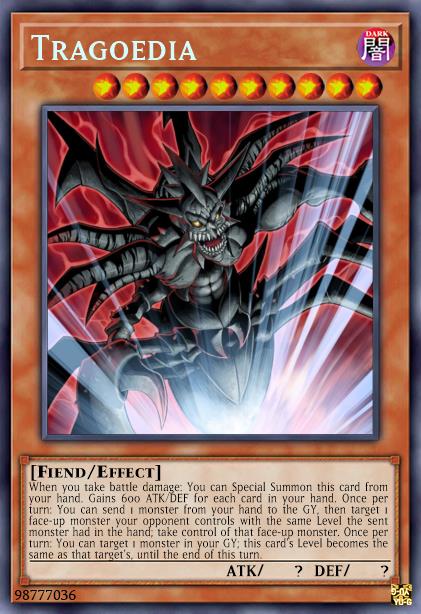 TRAGOEDIA
DARK
闇
[FIEND/EFFECT]
When you take battle damage: You can Special Summon this card from
your hand. Gains 600 ATK/DEF for each card in your hand. Once per
turn: You can send 1 monster from your hand to the GY, then target 1
face-up monster your opponent controls with the same Level the sent
monster had in the hand; take control of that face-up monster. Once per
turn: You can target 1 monster in your GY; this card's Level becomes the
same as that target's, until the end of this turn.
ATK/ ? DEF/ ?
98777036